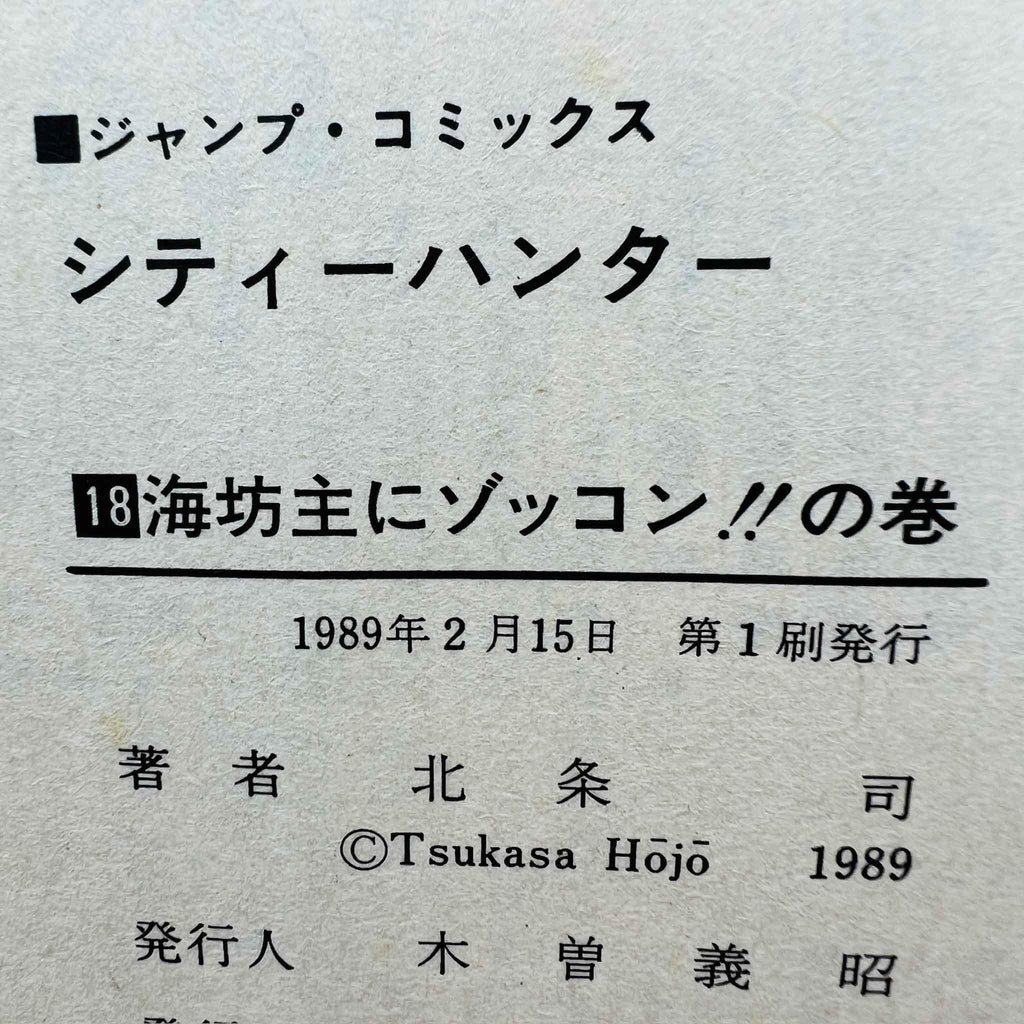 ■ジャンプ・コミックス
シティーハンター
18海坊主にゾッコン!!の巻
1989年2月15日 第1刷発行
著者 北条司
©Tsukasa Hōjō 1989
発行人 木曽義昭